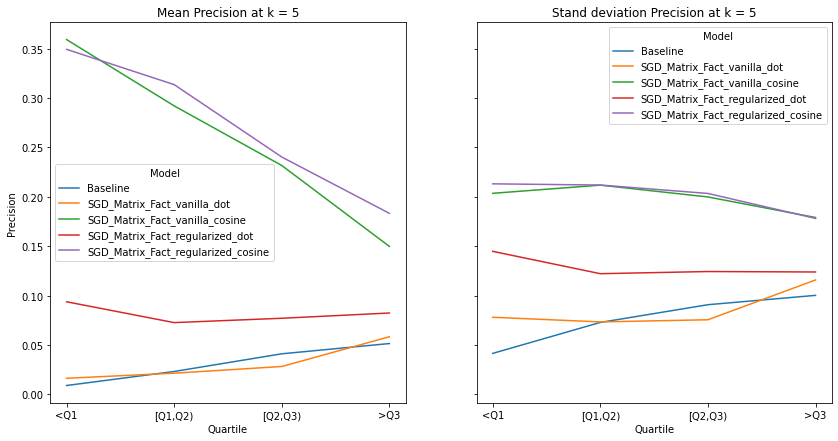 Mean Precision at k = 5
Precision
0.35
0.30
0.25
0.20
0.15
0.10
0.05
0.00
Model
Baseline
SGD_Matrix_Fact_vanilla_dot
SGD_Matrix_Fact_vanilla_cosine
SGD_Matrix_Fact_regularized_dot
SGD_Matrix_Fact_regularized_cosine
<Q1
[Q1,Q2)
[Q2,Q3)
>Q3
Quartile
Stand deviation Precision at k = 5
Model
Baseline
SGD_Matrix_Fact_vanilla_dot
SGD_Matrix_Fact_vanilla_cosine
SGD_Matrix_Fact_regularized_dot
SGD_Matrix_Fact_regularized_cosine
<Q1
[Q1,Q2)
[Q2,Q3)
>Q3
Quartile